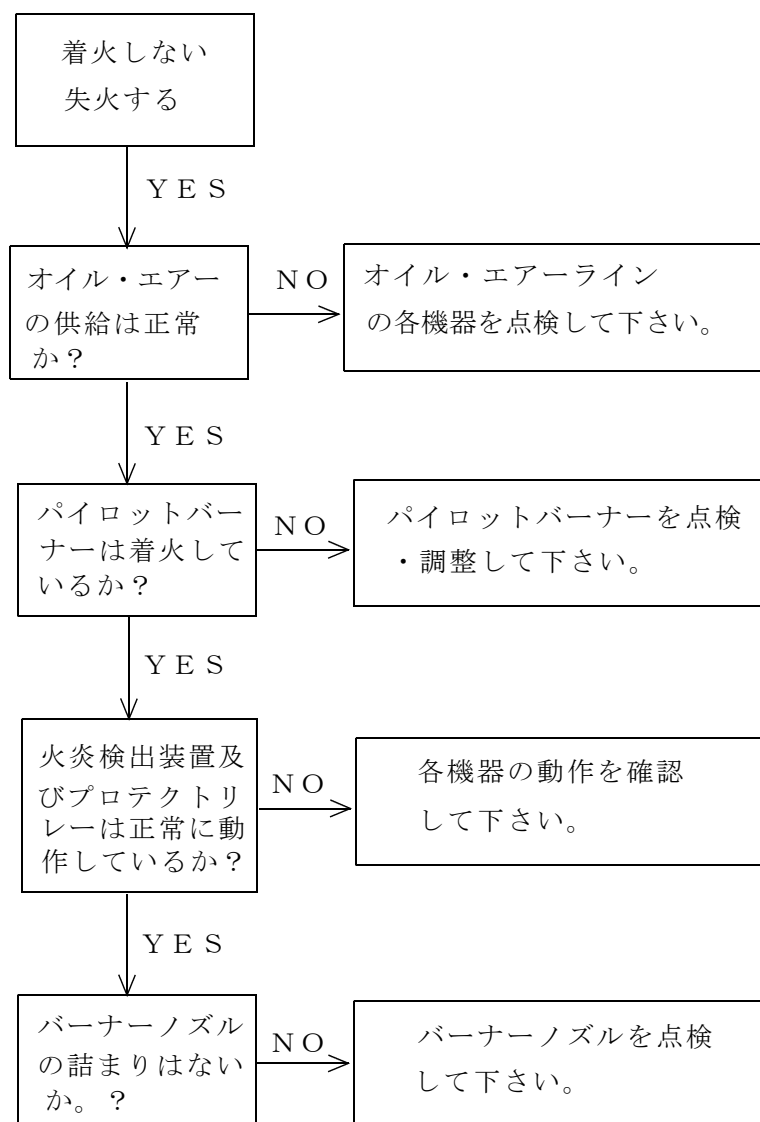 着火しない
失火する
ＹＥＳ
オイル・エアー
の供給は正常
か？
ＮＯ
オイル・エアーライン
の各機器を点検して下さい。
ＹＥＳ
パイロットバー
ナーは着火して
いるか？
ＮＯ
パイロットバーナーを点検
・調整して下さい。
ＹＥＳ
火炎検出装置及
びプロテクトリ
レーは正常に動
作しているか？
ＮＯ
各機器の動作を確認
して下さい。
ＹＥＳ
バーナーノズル
の詰まりはない
か。？
ＮＯ
バーナーノズルを点検
して下さい。